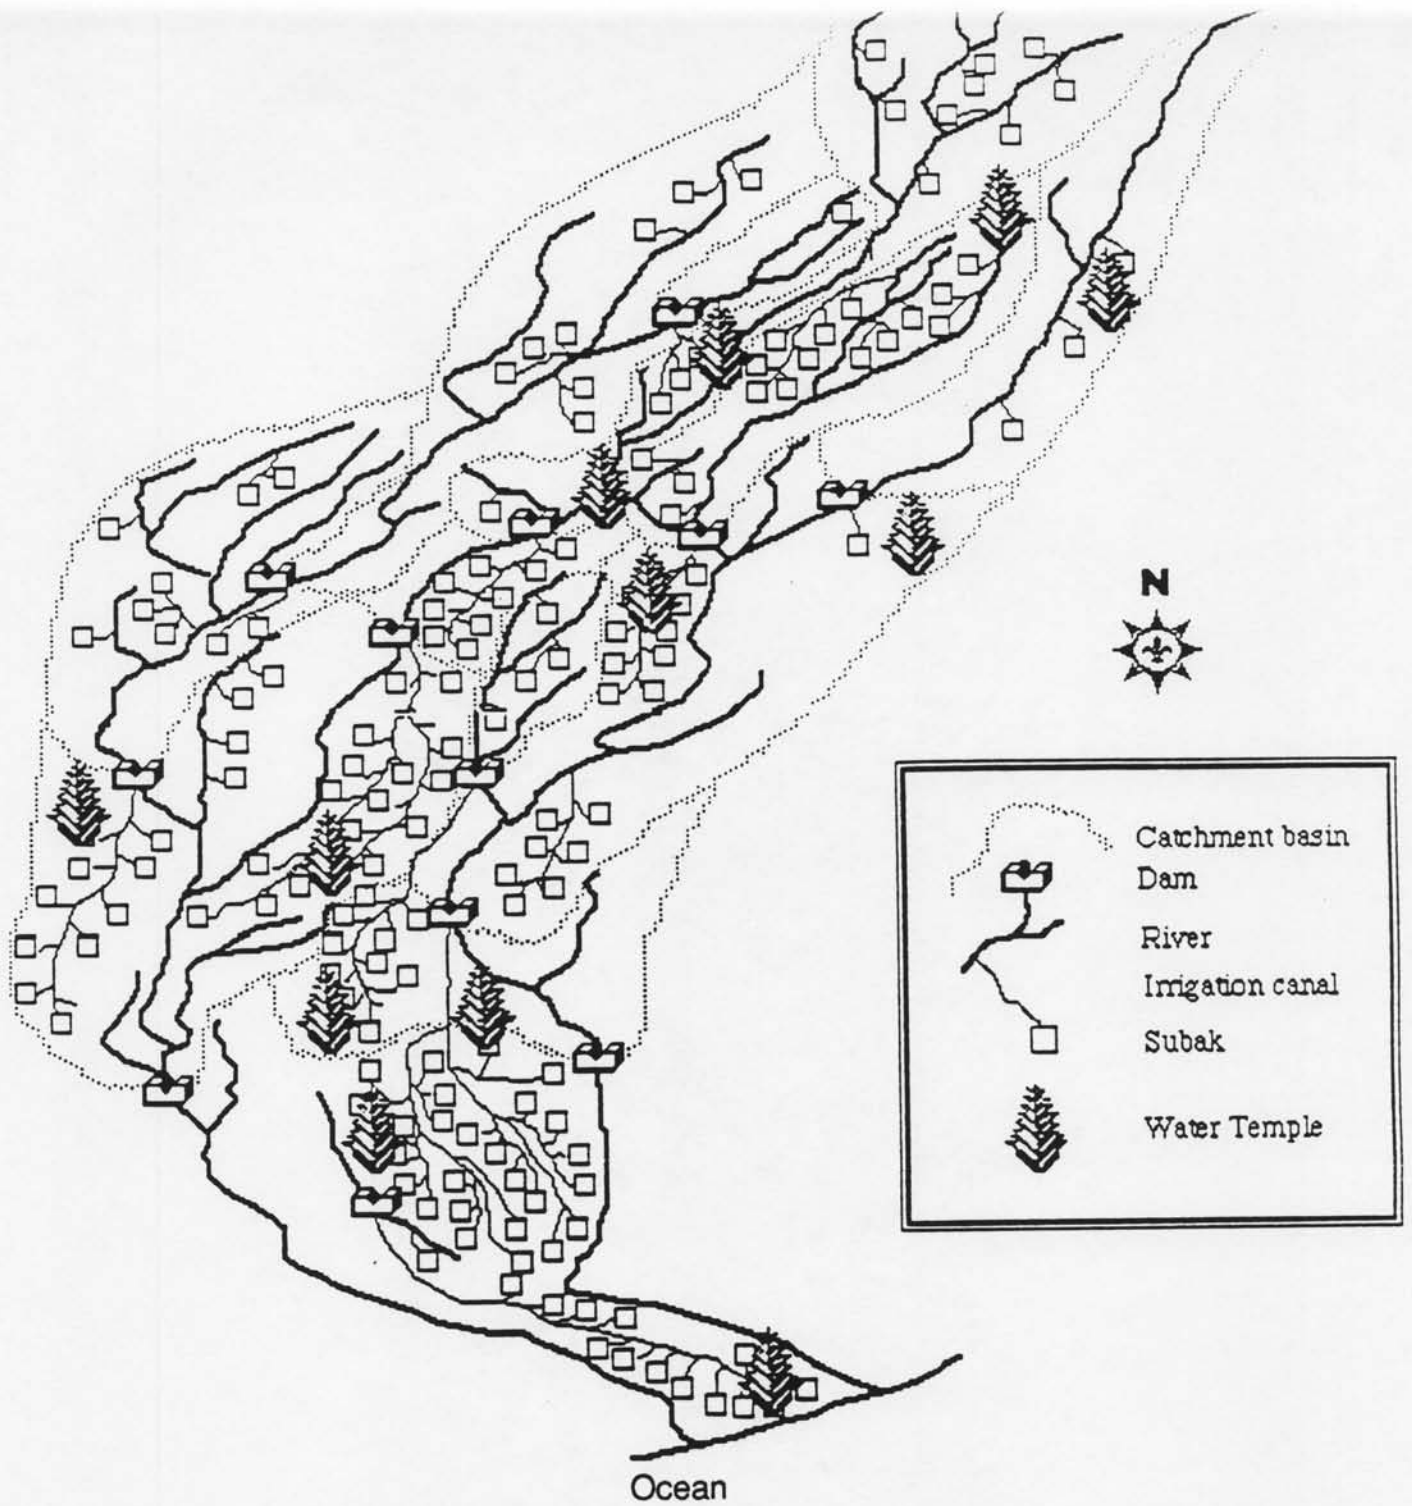 N
Catchment basin
Dam
River
Irrigation canal
Subak
Water Temple
Ocean